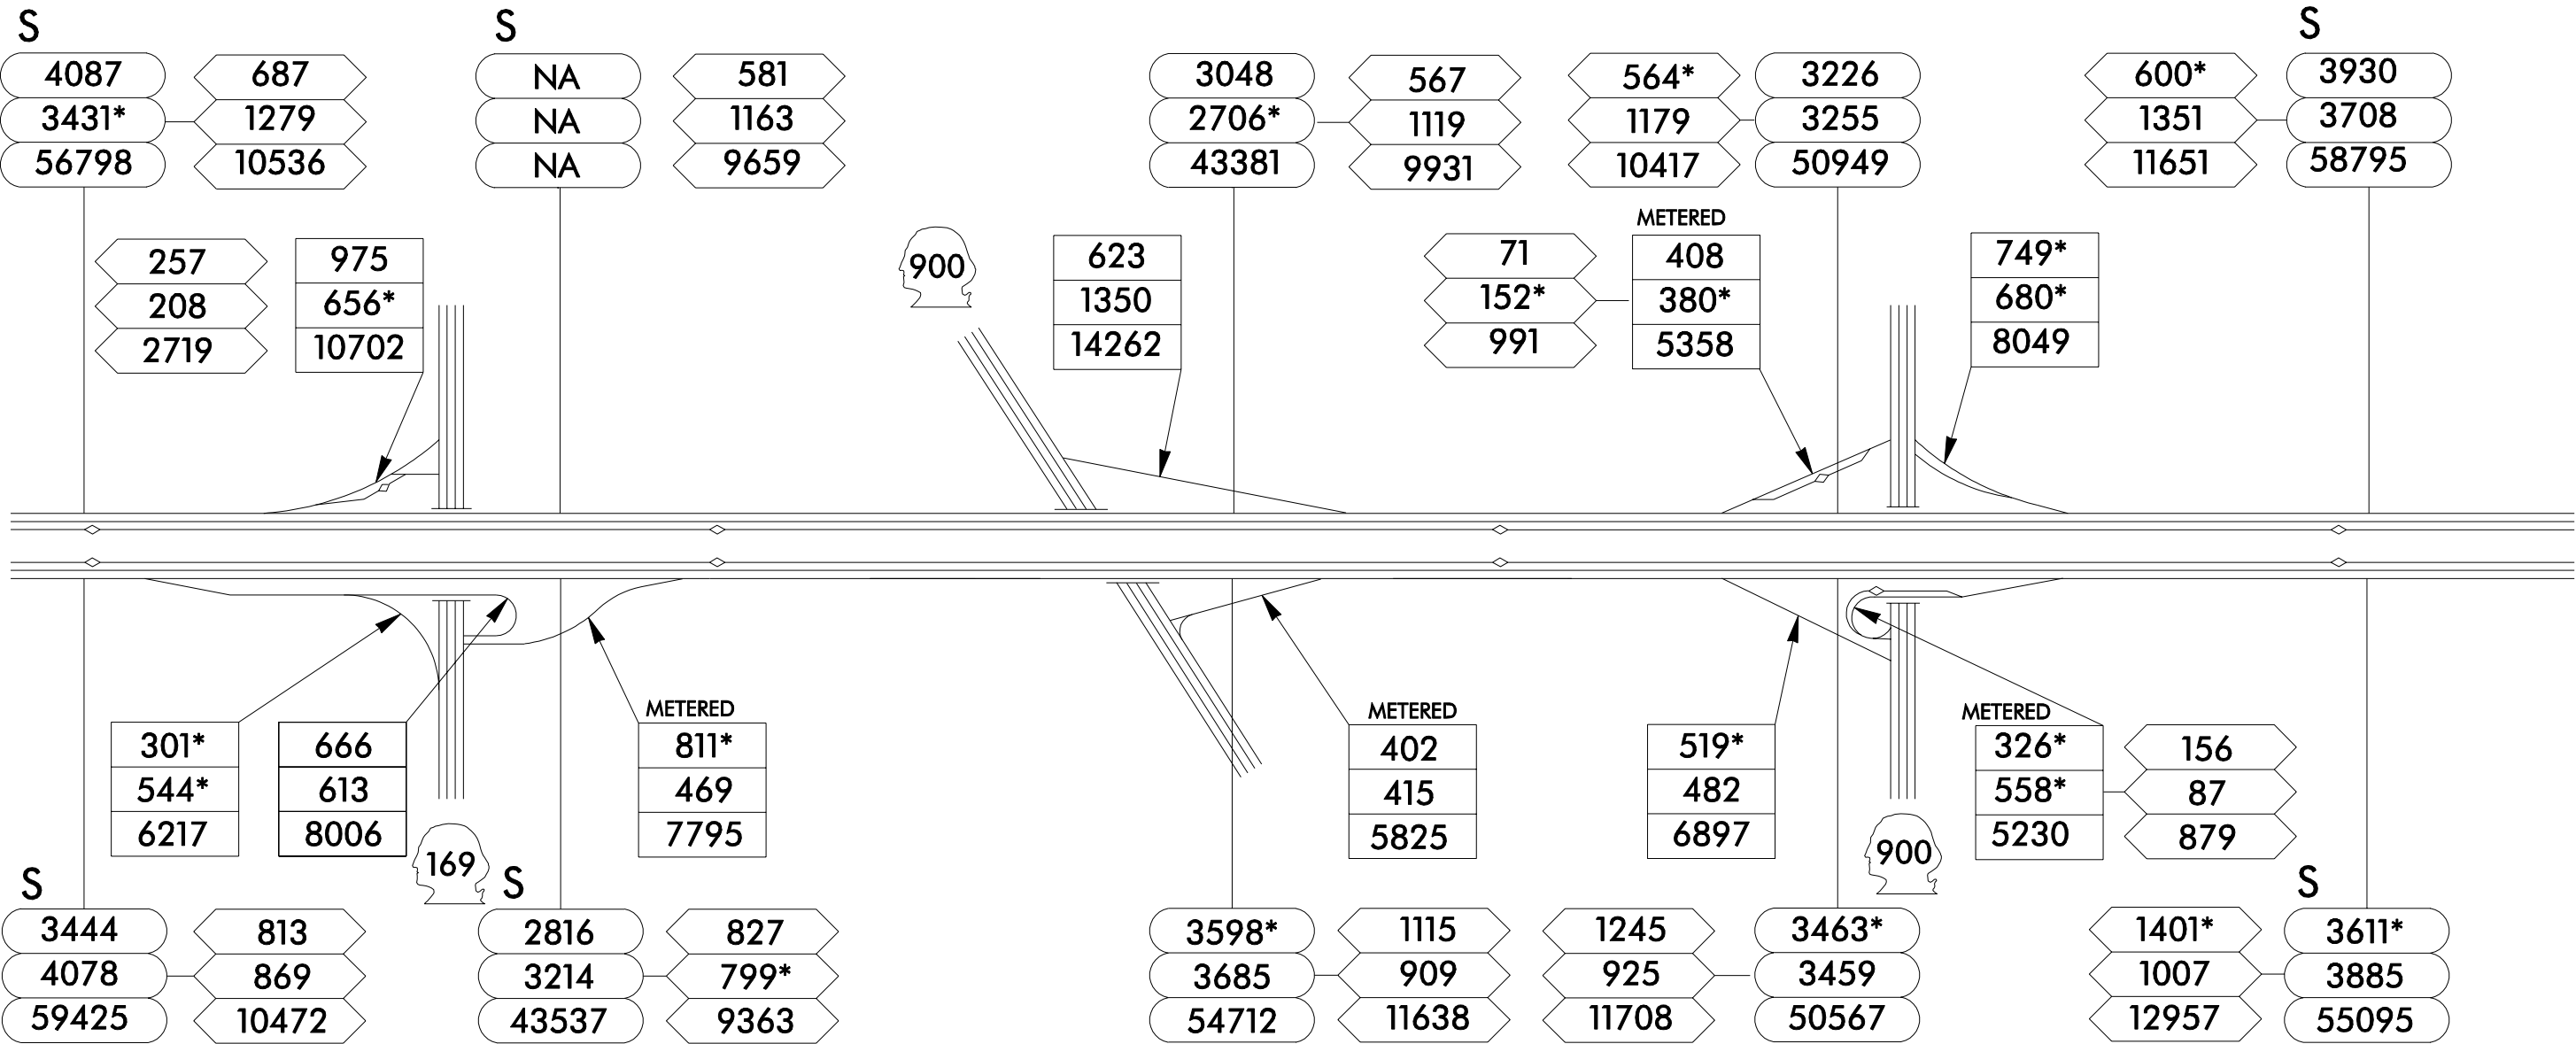 S S S
4087 687 NA 581 3048 567 564* 3226 600* 3930
3431* 1279 NA 1163 2706* 1119 1179 3255 1351 3708
56798 10536 NA 9659 43381 9931 10417 50949 11651 58795
METERED
257 975 900 623 71 408 749*
208 656* 1350 152* 380* 680*
2719 10702 14262 991 5358 8049
METERED METERED METERED
301* 666 811* 402 519* 326* 156
544* 613 469 415 482 558* 87
6217 8006 7795 5825 6897 5230 879
169 900
S S S
3444 813 2816 827 3598* 1115 1245 3463* 1401* 3611*
4078 869 3214 799* 3685 909 925 3459 1007 3885
59425 10472 43537 9363 54712 11638 11708 50567 12957 55095